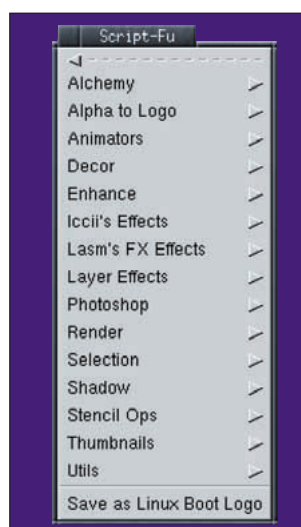 Script-Fu
Alchemy
Alpha to Logo
Animators
Decor
Enhance
Iccii's Effects
Lasm's FX Effects
Layer Effects
Photoshop
Render
Selection
Shadow
Stencil Ops
Thumbnails
Utils
Save as Linux Boot Logo